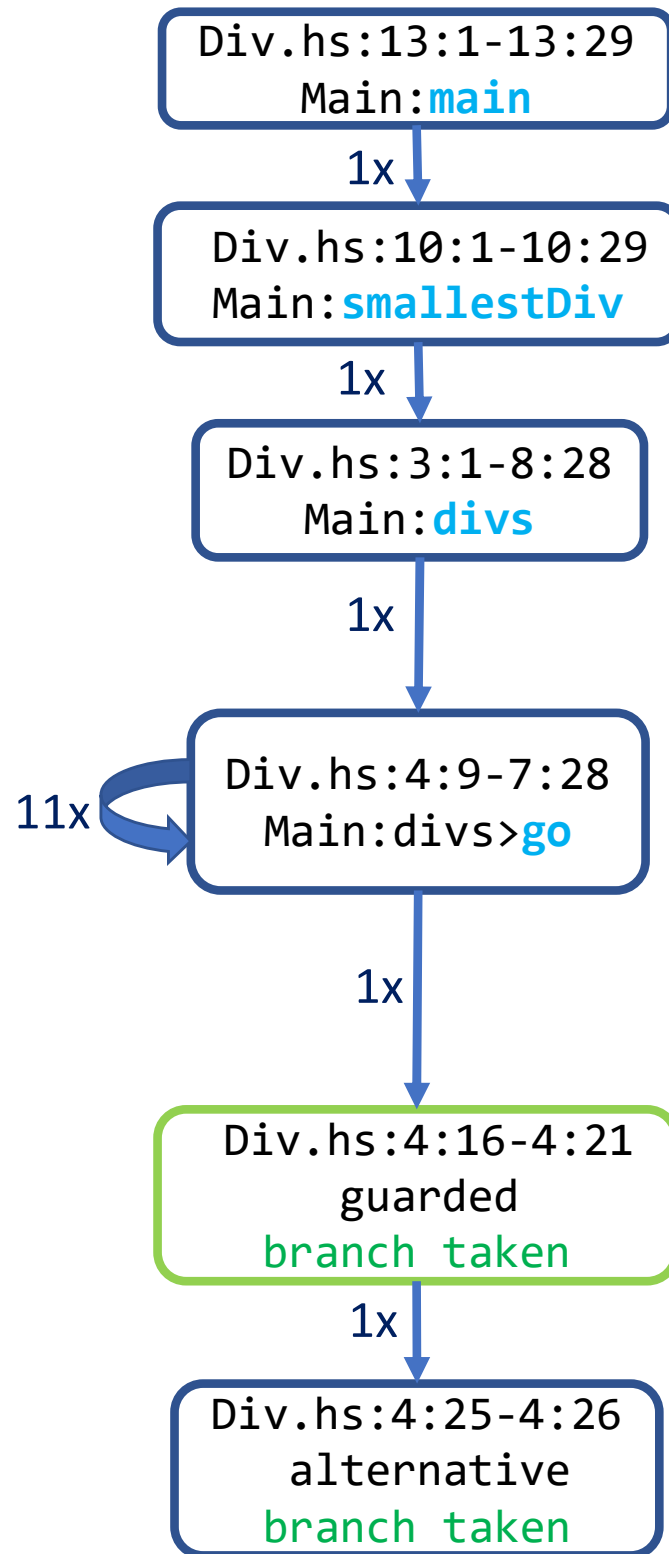 Div.hs:13:1-13:29
Main:main
1x
Div.hs:10:1-10:29
Main:smallestDiv
1x
Div.hs:3:1-8:28
Main:divs
1x
Div.hs:4:9-7:28
Main:divs>go
11x
1x
Div.hs:4:16-4:21
guarded
branch taken
1x
Div.hs:4:25-4:26
alternative
branch taken